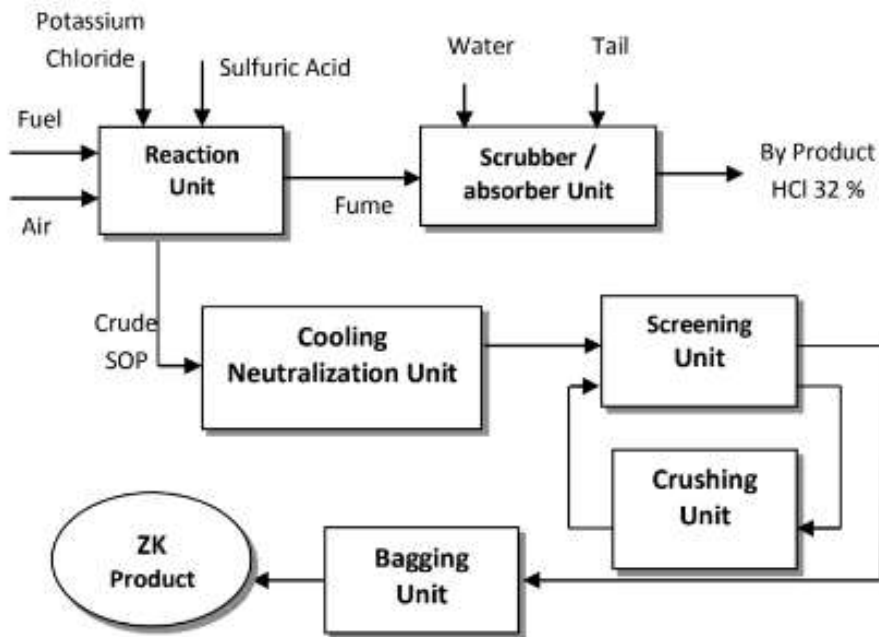 Potassium
Chloride
Sulfuric Acid
Water
Tail
Fuel
Reaction
Unit
Scrubber /
absorber Unit
By Product
HCl 32 %
Air
Fume
Crude
SOP
Cooling
Neutralization Unit
Screening
Unit
Crushing
Unit
ZK
Product
Bagging
Unit